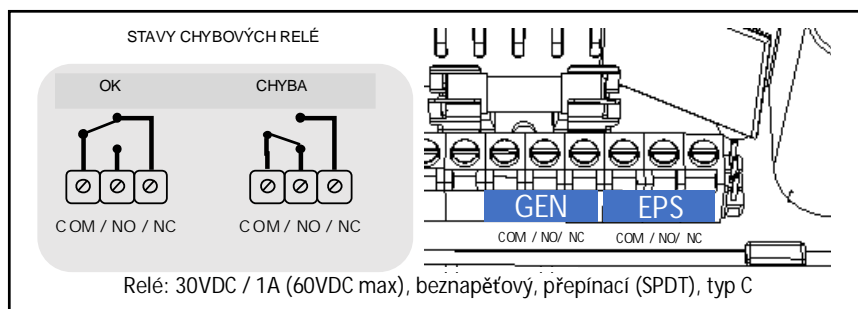 STAVY CHYBOVÝCH RELÉ
OK CHYBA
COM / NO / NC COM / NO / NC
GEN EPS
COM / NO/ NC COM / NO/ NC
Relé: 30VDC / 1A (60VDC max), beznapěťový, přepínací (SPDT), typ C